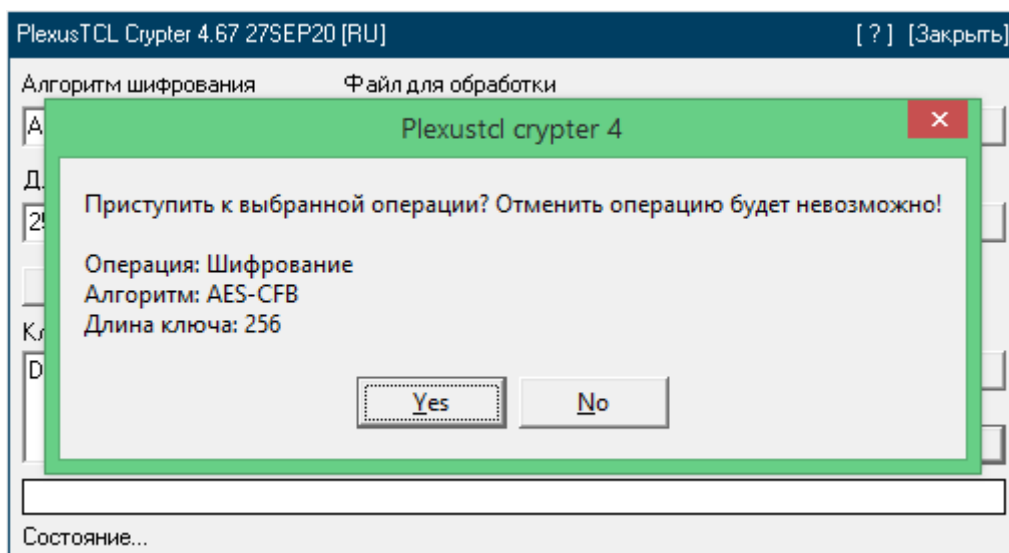 PlexusTCL Crypter 4.67 27SEP20 [RU] [ ? ] [Закрыть]
Алгоритм шифрования Файл для обработки
Plexustcl crypter 4
Приступить к выбранной операции? Отменить операцию будет невозможно!
Операция: Шифрование
Алгоритм: AES-CFB
Длина ключа: 256
Yes No
Состояние...